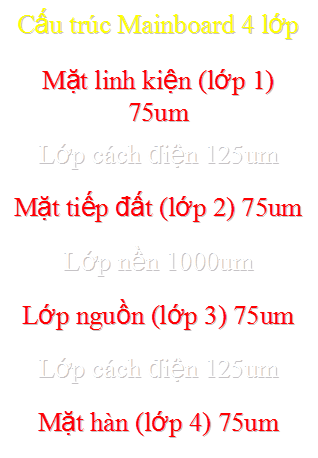 Cấu trúc Mainboard 4 lớp
Mặt linh kiện (lớp 1)
75um
Lớp cách điện 125um
Mặt tiếp đất (lớp 2) 75um
Lớp nền 1000um
Lớp nguồn (lớp 3) 75um
Lớp cách điện 125um
Mặt hàn (lớp 4) 75um